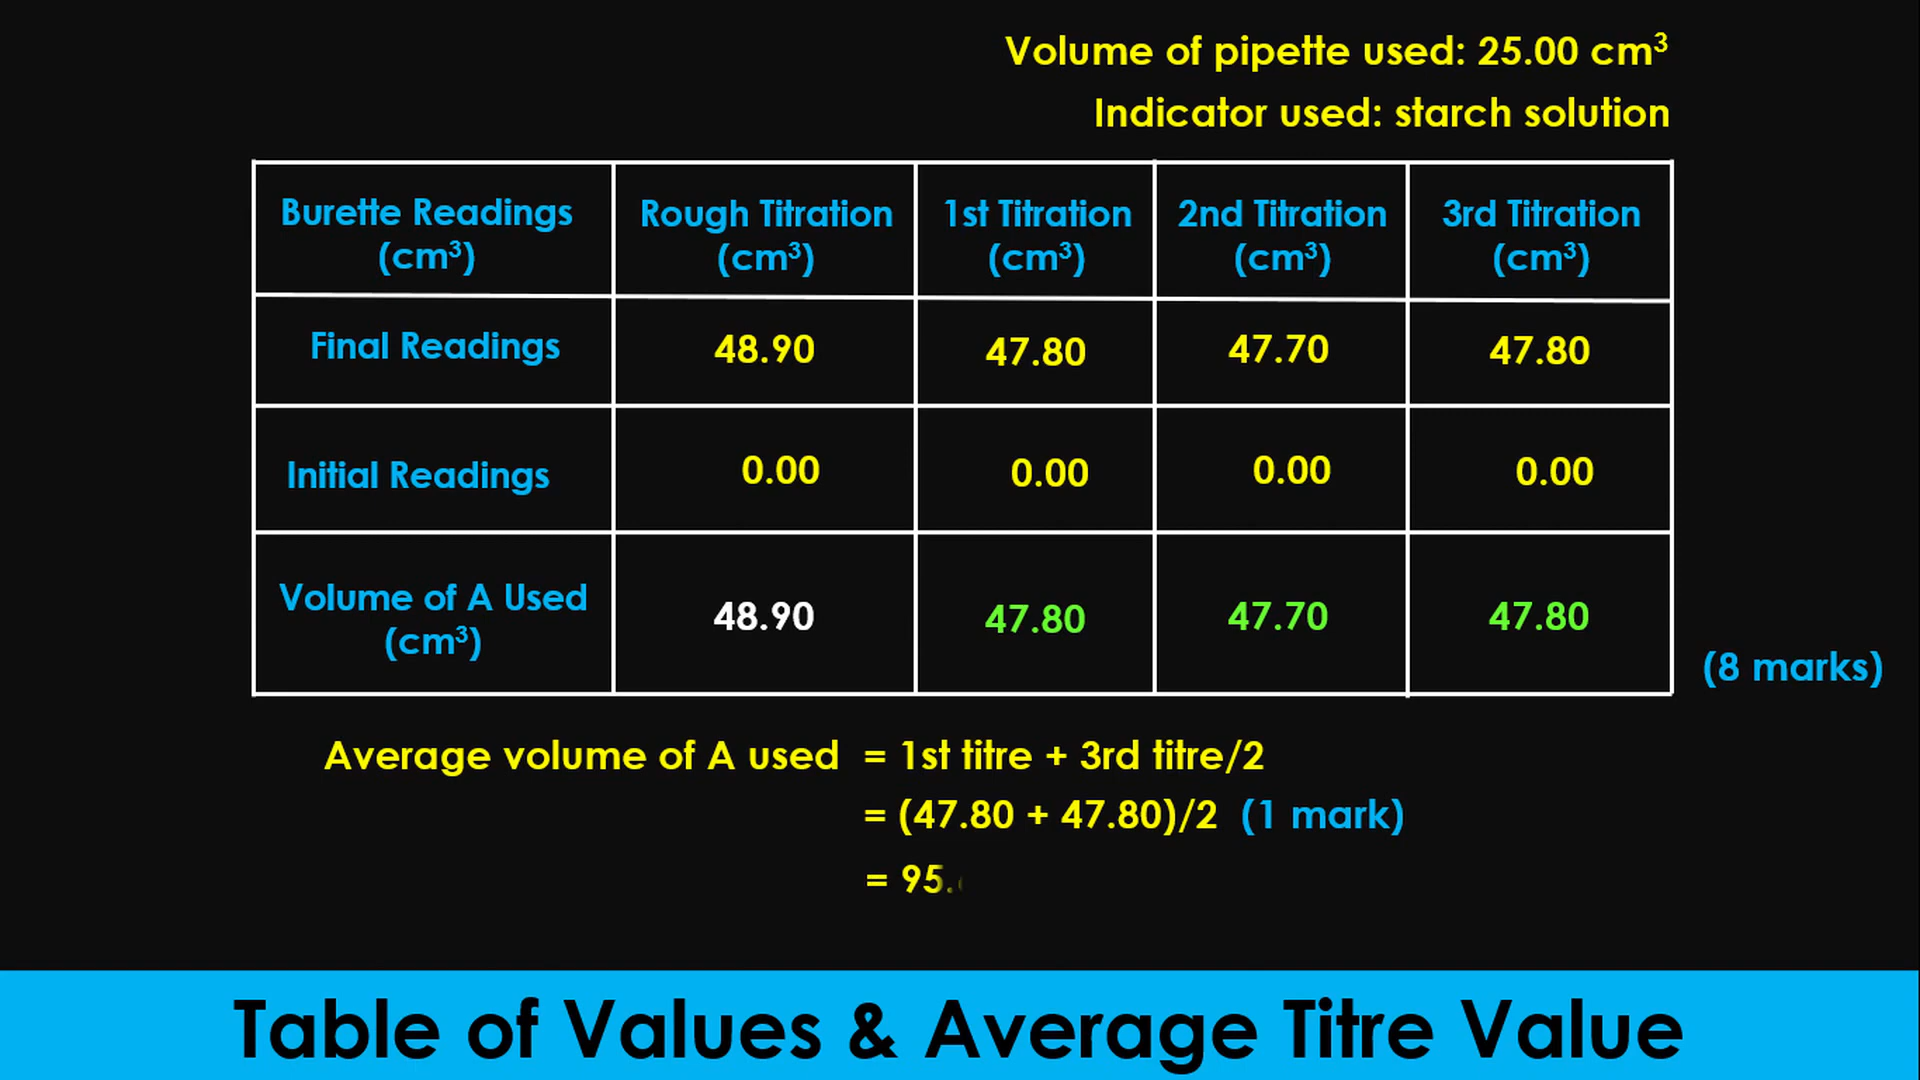 Volume of pipette used: 25.00 cm³
Indicator used: starch solution
Burette Readings (cm³) Rough Titration (cm³) 1st Titration (cm³) 2nd Titration (cm³) 3rd Titration (cm³)
Final Readings 48.90 47.80 47.70 47.80
Initial Readings 0.00 0.00 0.00 0.00
Volume of A Used (cm³) 48.90 47.80 47.70 47.80
(8 marks)
Average volume of A used = 1st titre + 3rd titre/2
= (47.80 + 47.80)/2 (1 mark)
= 95.
Table of Values & Average Titre Value